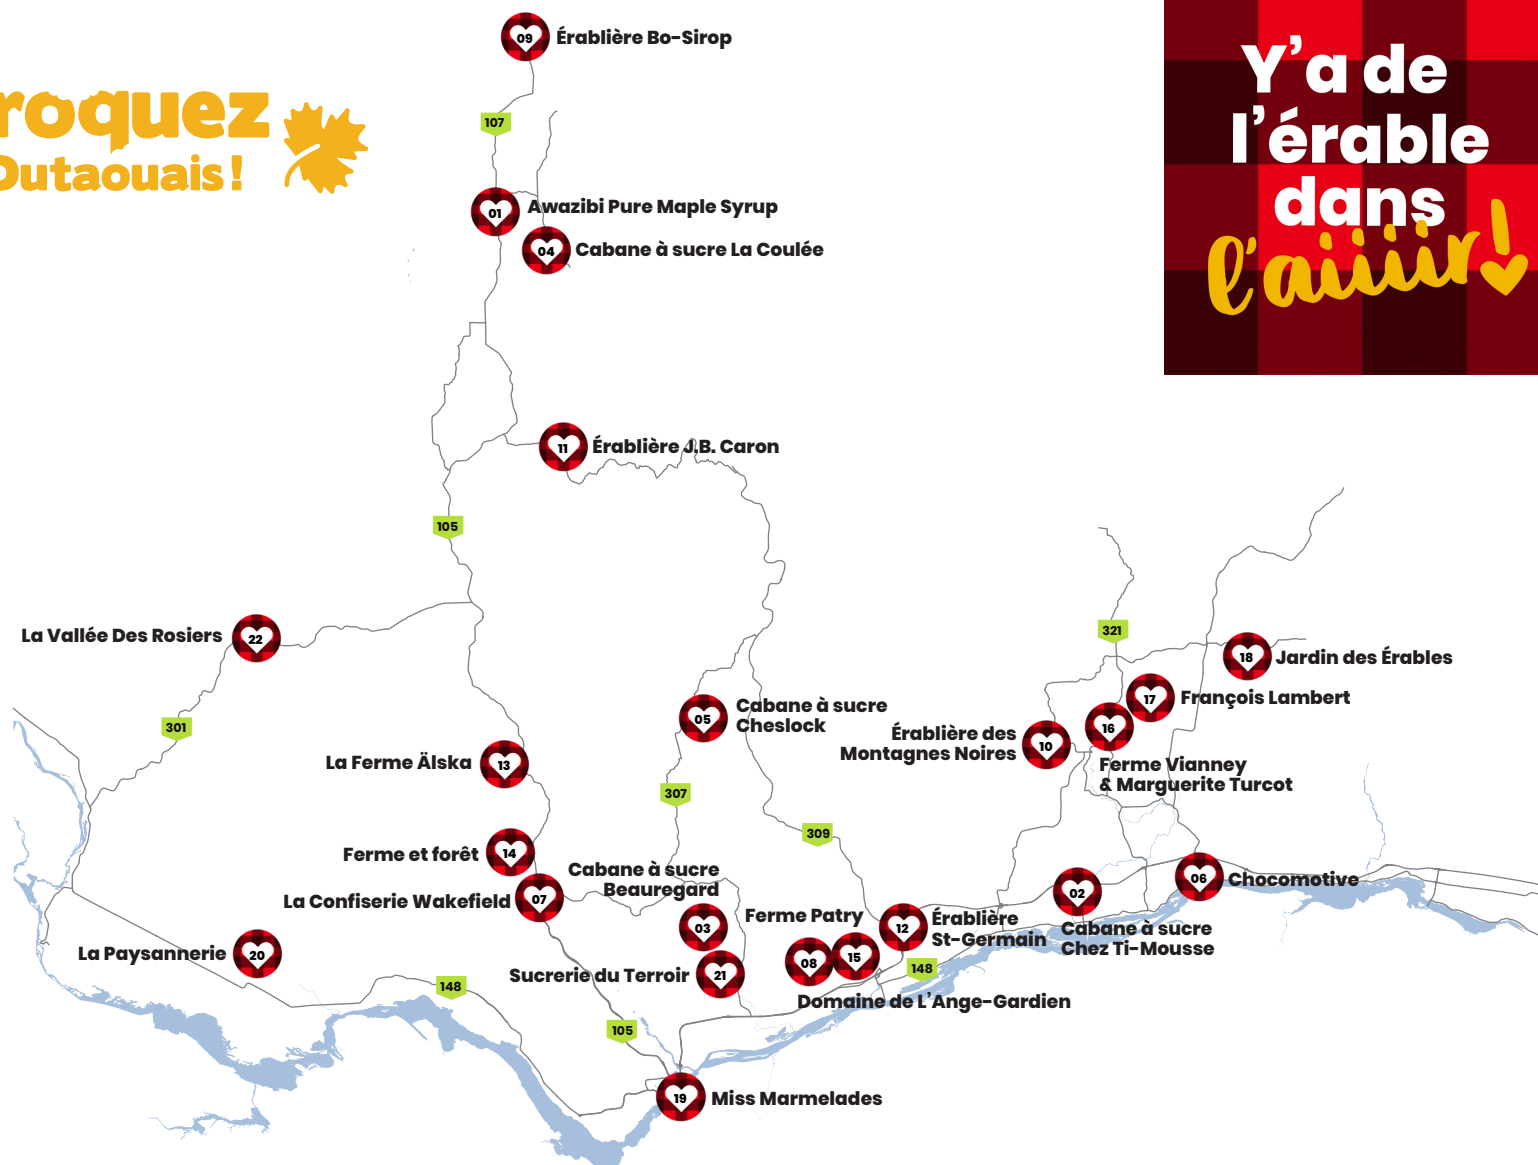 roquez
Outaouais !
Y’a de
l’érable
dans
l’aiiiir!
09 Érablière Bo-Sirop
107
01 Awazibi Pure Maple Syrup
04 Cabane à sucre La Coulée
11 Érablière J.B. Caron
105
321
La Vallée Des Rosiers 22
18 Jardin des Érables
17 François Lambert
301
05 Cabane à sucre
Cheslock
Érablière des
Montagnes Noires 10
16
Ferme Vianney
& Marguerite Turcot
La Ferme Älska 13
307
309
Ferme et forêt 14
Cabane à sucre
Beauregard
03
La Confiserie Wakefield 07
06 Chocomotive
02
Cabane à sucre
Chez Ti-Mousse
Ferme Patry
15
12 Érablière
St-Germain
La Paysannerie 20
Sucrerie du Terroir 21
08
148
Domaine de L’Ange-Gardien
148
105
19 Miss Marmelades